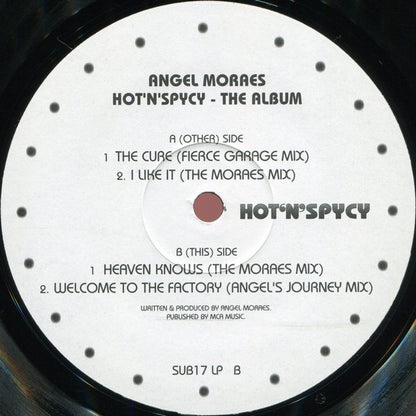 ANGEL MORAES
HOT'N'SPYCY - THE ALBUM
A (OTHER) SIDE
1 THE CURE (FIERCE GARAGE MIX)
2. I LIKE IT (THE MORAES MIX)
HOT'N'SPYCY
B (THIS) SIDE
1 HEAVEN KNOWS (THE MORAES MIX)
2. WELCOME TO THE FACTORY (ANGEL'S JOURNEY MIX)
WRITTEN & PRODUCED BY ANGEL MORAES.
PUBLISHED BY MCA MUSIC.
SUB17 LP B